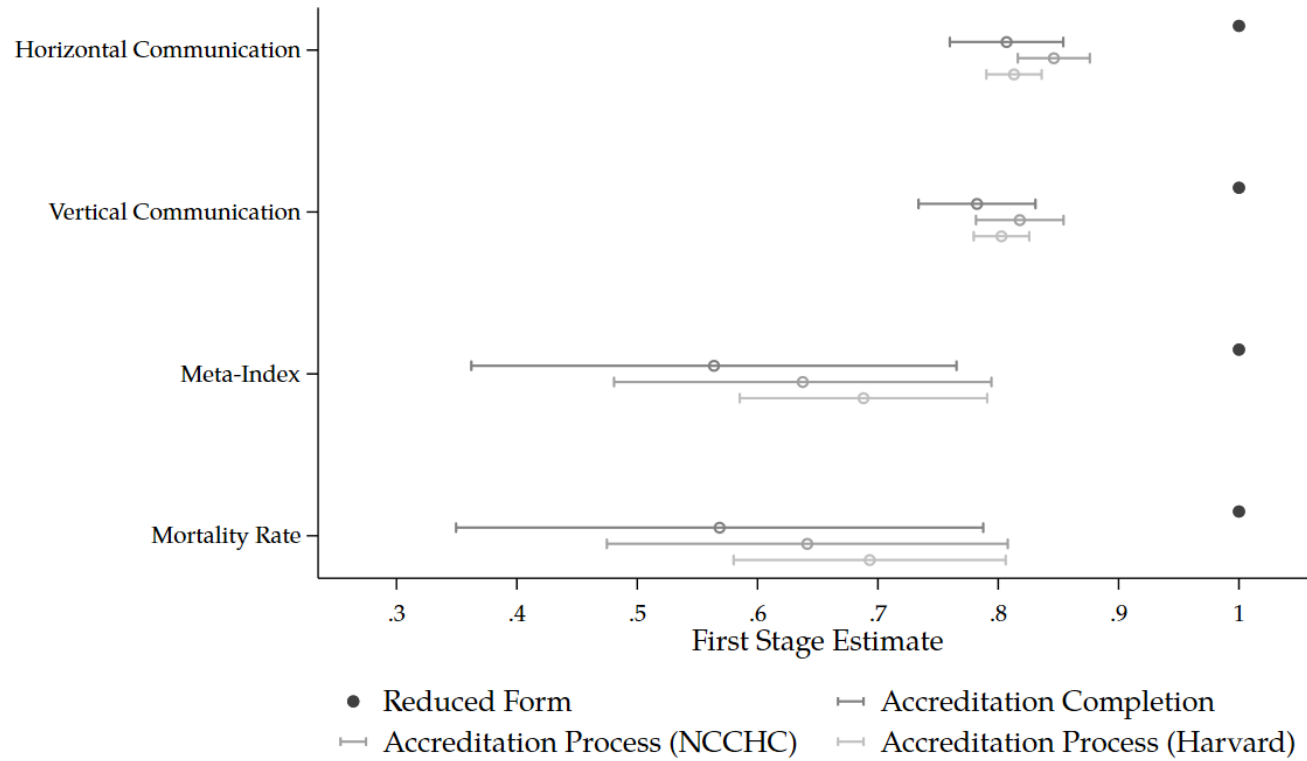 Horizontal Communication
Vertical Communication
Meta-Index
Mortality Rate
.3 .4 .5 .6 .7 .8 .9 1
First Stage Estimate
Reduced Form Accreditation Completion
Accreditation Process (NCCHC) Accreditation Process (Harvard)